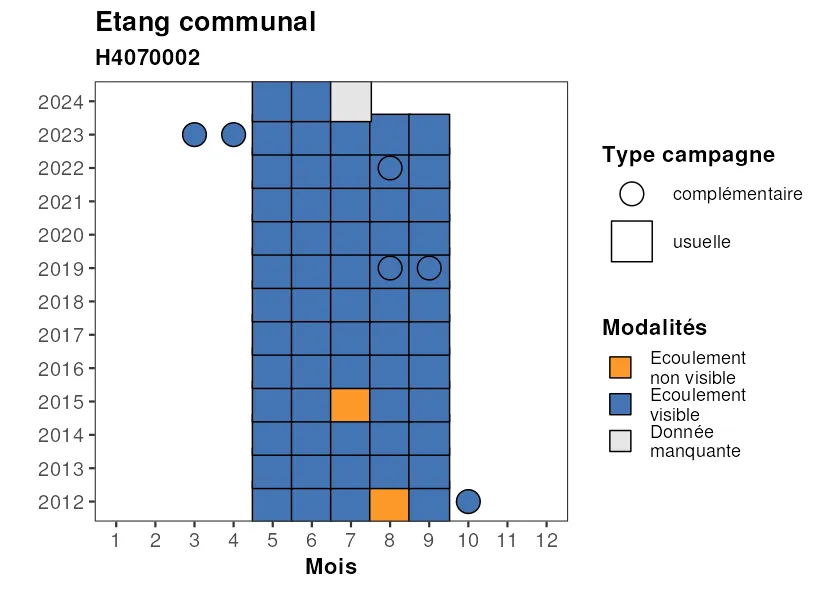 Etang communal
H4070002
2024
2023
2022
2021
2020
2019
2018
2017
2016
2015
2014
2013
2012
1 2 3 4 5 6 7 8 9 10 11 12
Mois
Type campagne
complémentaire
usuelle
Modalités
Ecoulement
non visible
Ecoulement
visible
Donnée
manquante